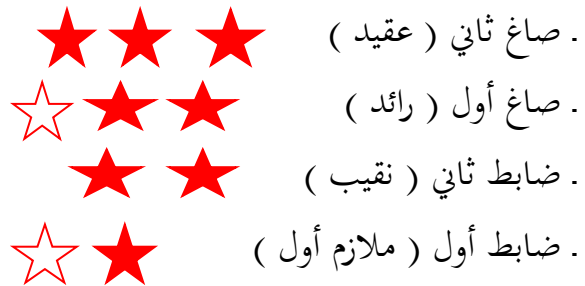 . صاغ ثاني ( عقيد )
. صاغ أول ( رائد )
. ضابط ثاني ( نقيب )
. ضابط أول ( ملازم أول )